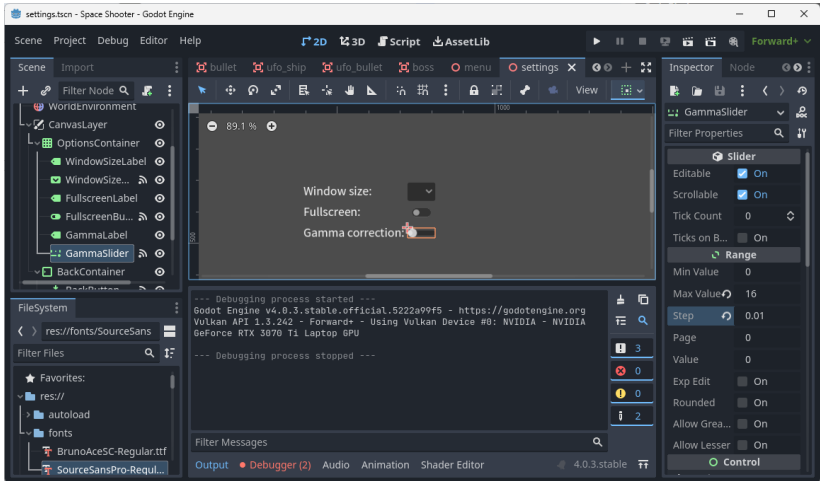 settings.tscn - Space Shooter - Godot Engine
Scene Project Debug Editor Help
2D 3D Script AssetLib
Forward+
Scene Import
Filter Node
WorldEnvironment
CanvasLayer
OptionsContainer
WindowSizeLabel
WindowSize...
FullscreenLabel
FullscreenBu...
GammaLabel
GammaSlider
BackContainer
BackButton
FileSystem
res://fonts/SourceSans
Filter Files
Favorites:
res://
autoload
fonts
BrunoAceSC-Regular.ttf
SourceSansPro-Regul...
bullet ufo_ship ufo_bullet boss menu settings
View
1000
500
89.1 %
Window size:
Fullscreen:
Gamma correction:
--- Debugging process started ---
Godot Engine v4.0.3.stable.official.5222a99f5 - https://godotengine.org
Vulkan API 1.3.242 - Forward+ - Using Vulkan Device #0: NVIDIA - NVIDIA
GeForce RTX 3070 Ti Laptop GPU
--- Debugging process stopped ---
3
0
0
2
Filter Messages
Output Debugger (2) Audio Animation Shader Editor 4.0.3.stable
Inspector Node
GammaSlider
Filter Properties
Slider
Editable On
Scrollable On
Tick Count 0
Ticks on B... On
Range
Min Value 0
Max Value 16
Step 0.01
Page 0
Value 0
Exp Edit On
Rounded On
Allow Grea... On
Allow Lesser On
Control